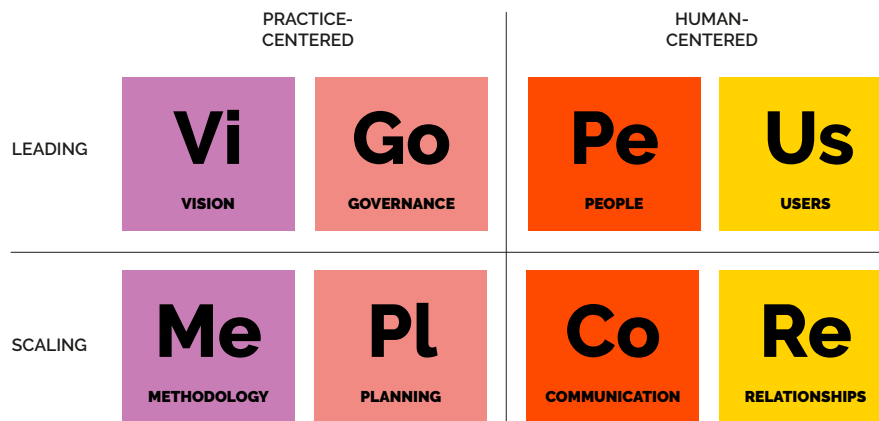 PRACTICE-
CENTERED
HUMAN-
CENTERED
LEADING
Vi
VISION
Go
GOVERNANCE
Pe
PEOPLE
Us
USERS
SCALING
Me
METHODOLOGY
Pl
PLANNING
Co
COMMUNICATION
Re
RELATIONSHIPS